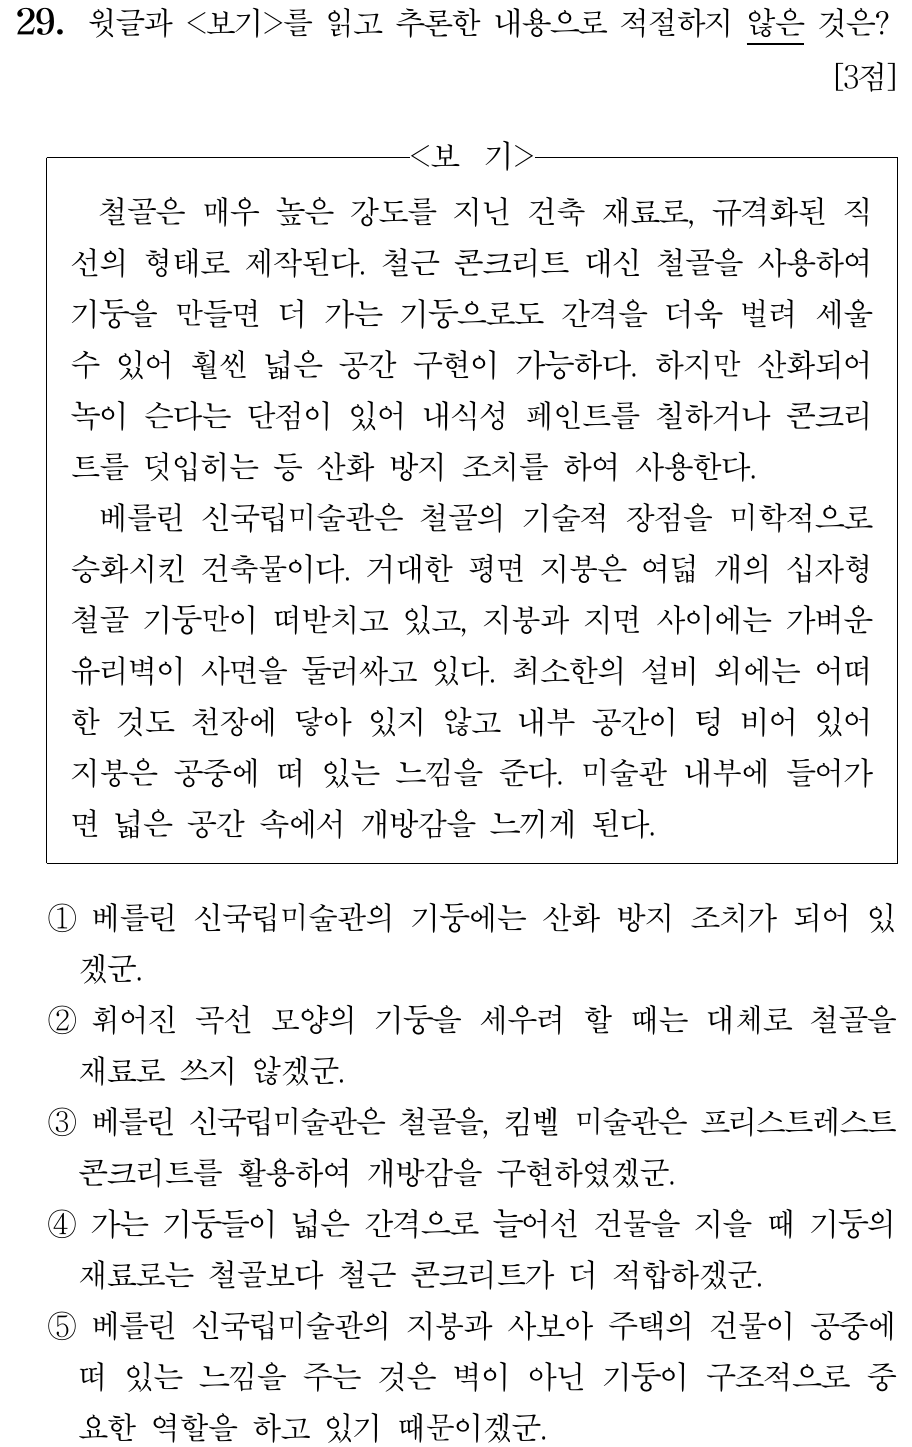 29. 윗글과 <보기>를 읽고 추론한 내용으로 적절하지 않은 것은?
[3점]
<보 기>
철골은 매우 높은 강도를 지닌 건축 재료로, 규격화된 직
선의 형태로 제작된다. 철근 콘크리트 대신 철골을 사용하여
기둥을 만들면 더 가는 기둥으로도 간격을 더욱 벌려 세울
수 있어 훨씬 넓은 공간 구현이 가능하다. 하지만 산화되어
녹이 슨다는 단점이 있어 내식성 페인트를 칠하거나 콘크리
트를 덧입히는 등 산화 방지 조치를 하여 사용한다.
베를린 신국립미술관은 철골의 기술적 장점을 미학적으로
승화시킨 건축물이다. 거대한 평면 지붕은 여덟 개의 십자형
철골 기둥만이 떠받치고 있고, 지붕과 지면 사이에는 가벼운
유리벽이 사면을 둘러싸고 있다. 최소한의 설비 외에는 어떠
한 것도 천장에 닿아 있지 않고 내부 공간이 텅 비어 있어
지붕은 공중에 떠 있는 느낌을 준다. 미술관 내부에 들어가
면 넓은 공간 속에서 개방감을 느끼게 된다.
① 베를린 신국립미술관의 기둥에는 산화 방지 조치가 되어 있
겠군.
② 휘어진 곡선 모양의 기둥을 세우려 할 때는 대체로 철골을
재료로 쓰지 않겠군.
③ 베를린 신국립미술관은 철골을, 킴벨 미술관은 프리스트레스트
콘크리트를 활용하여 개방감을 구현하였겠군.
④ 가는 기둥들이 넓은 간격으로 늘어선 건물을 지을 때 기둥의
재료로는 철골보다 철근 콘크리트가 더 적합하겠군.
⑤ 베를린 신국립미술관의 지붕과 사보아 주택의 건물이 공중에
떠 있는 느낌을 주는 것은 벽이 아닌 기둥이 구조적으로 중
요한 역할을 하고 있기 때문이겠군.